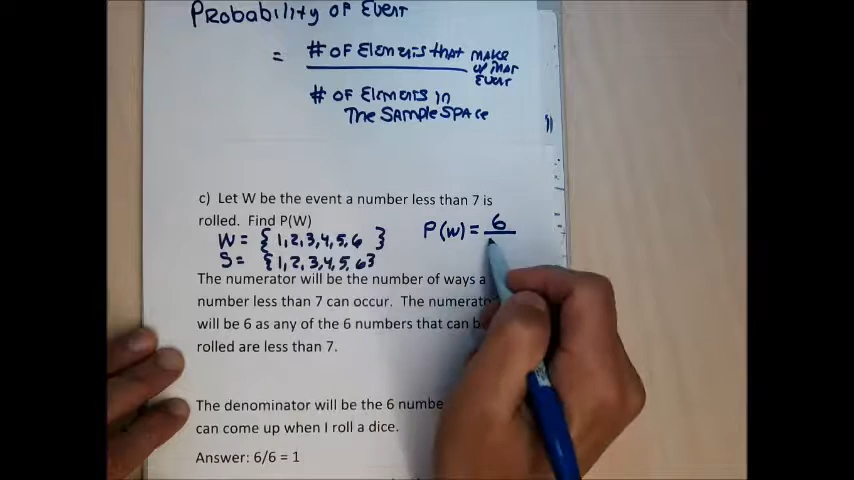 Probability of Event
= # of Elements that make
up that
Event
# of Elements in
The Sample Space
c) Let W be the event a number less than 7 is
rolled. Find P(W)
P(W) = 6
W = { 1,2,3,4,5,6 }
S = {1,2,3,4,5,6}
The numerator will be the number of ways a
number less than 7 can occur. The
will be 6 as any of the 6 numbers that can
rolled are less than 7.
The denominator will be the 6
can come up when I roll a dice.
Answer: 6/6 = 1